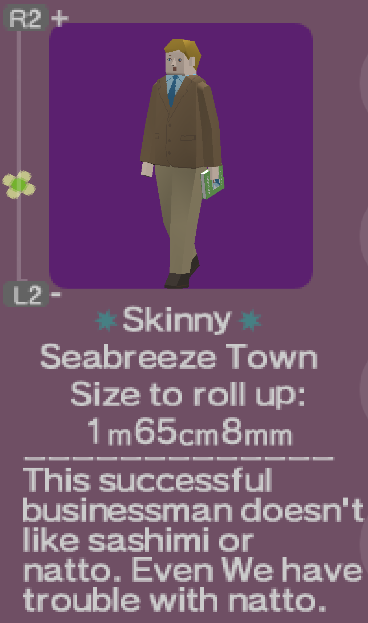 R2 +
L2 -
Skinny
Seabreeze Town
Size to roll up:
1m65cm8mm
This successful
businessman doesn't
like sashimi or
natto. Even We have
trouble with natto.